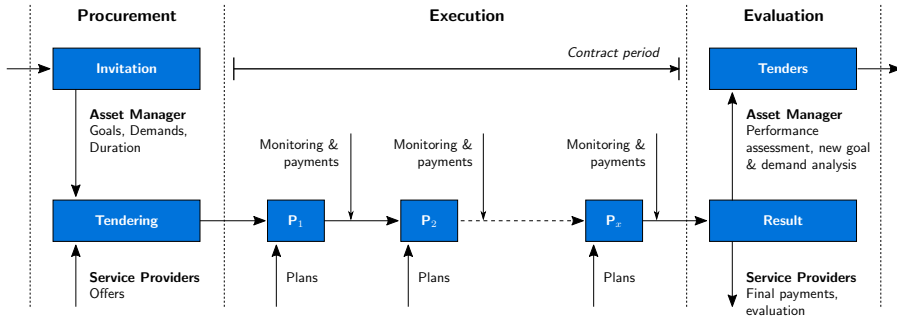 Procurement
Execution
Evaluation
Contract period
Invitation
Tenders
Asset Manager
Goals, Demands,
Duration
Monitoring &
payments
Monitoring &
payments
Monitoring &
payments
Asset Manager
Performance
assessment, new goal
& demand analysis
Tendering
P1
P2
Px
Result
Service Providers
Offers
Plans
Plans
Plans
Service Providers
Final payments,
evaluation